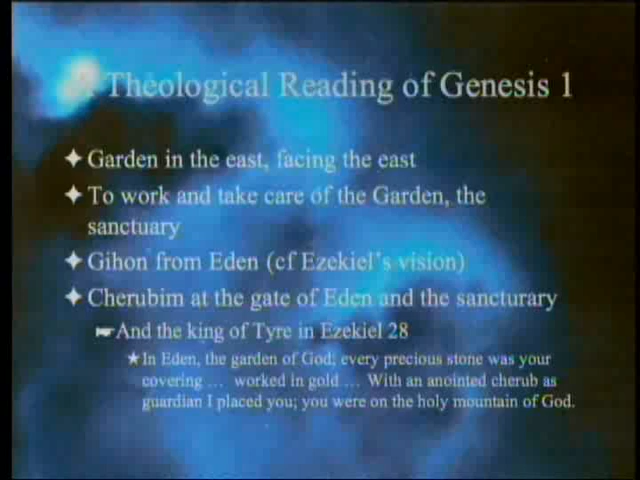 A Theological Reading of Genesis 1
Garden in the east, facing the east
To work and take care of the Garden, the
sanctuary
Gihon from Eden (cf Ezekiel's vision)
Cherubim at the gate of Eden and the sancturary
And the king of Tyre in Ezekiel 28
In Eden, the garden of God; every precious stone was your
covering … worked in gold … With an anointed cherub as
guardian I placed you; you were on the holy mountain of God.